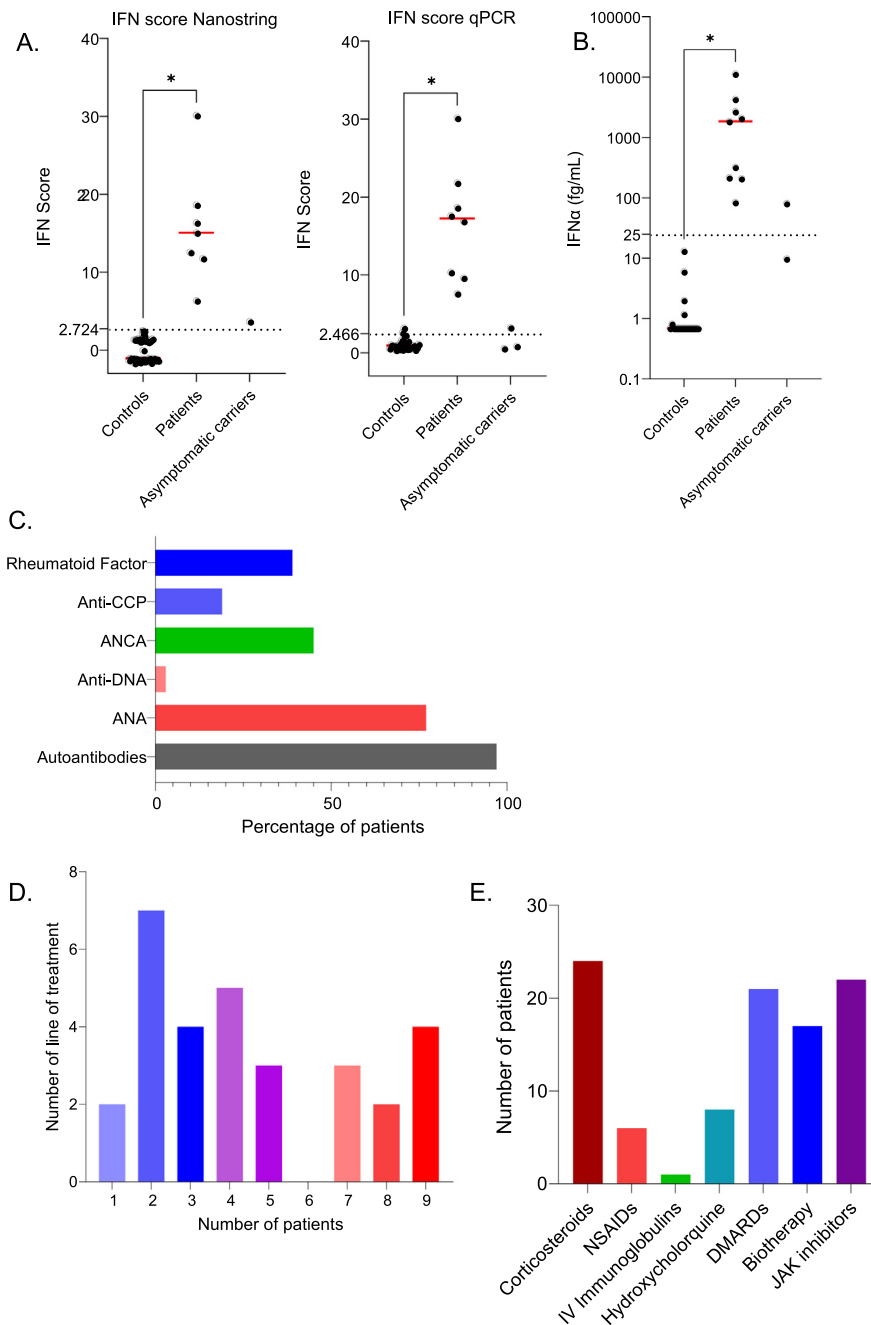 A.
IFN score Nanostring
40
30
20
2
10
2.724
0
IFN Score
*
Controls
Patients
Asymptomatic carriers
IFN score qPCR
40
30
20
10
2.466
0
IFN Score
*
Controls
Patients
Asymptomatic carriers
B.
100000
10000
1000
100
25
10
1
0.1
IFNα (fg/mL)
*
Controls
Patients
Asymptomatic carriers
C.
Rheumatoid Factor
Anti-CCP
ANCA
Anti-DNA
ANA
Autoantibodies
0 50 100
Percentage of patients
D.
8
6
4
2
0
Number of line of treatment
1 2 3 4 5 6 7 8 9
Number of patients
E.
30
20
10
0
Number of patients
Corticosteroids
NSAIDs
IV Immunoglobulins
Hydroxycholorquine
DMARDs
Biotherapy
JAK inhibitors